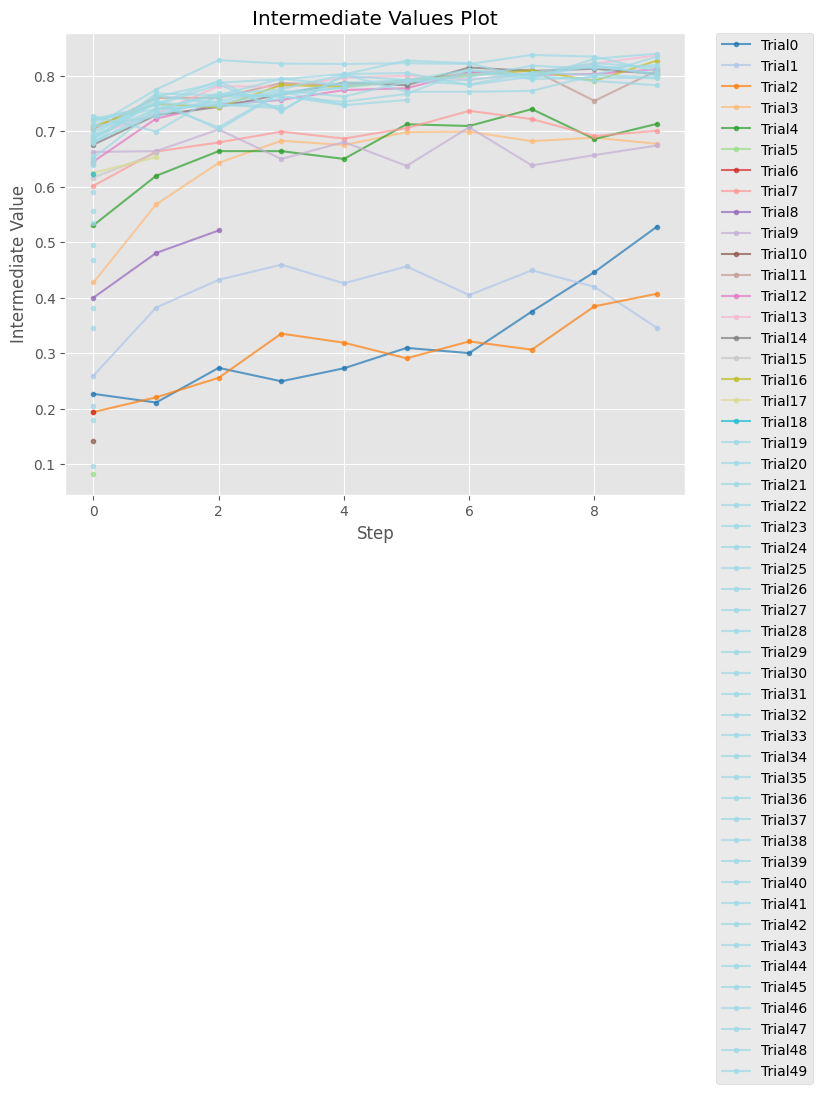 Intermediate Values Plot
Intermediate Value
0.8
0.7
0.6
0.5
0.4
0.3
0.2
0.1
0
2
4
6
8
Step
Trial0
Trial1
Trial2
Trial3
Trial4
Trial5
Trial6
Trial7
Trial8
Trial9
Trial10
Trial11
Trial12
Trial13
Trial14
Trial15
Trial16
Trial17
Trial18
Trial19
Trial20
Trial21
Trial22
Trial23
Trial24
Trial25
Trial26
Trial27
Trial28
Trial29
Trial30
Trial31
Trial32
Trial33
Trial34
Trial35
Trial36
Trial37
Trial38
Trial39
Trial40
Trial41
Trial42
Trial43
Trial44
Trial45
Trial46
Trial47
Trial48
Trial49